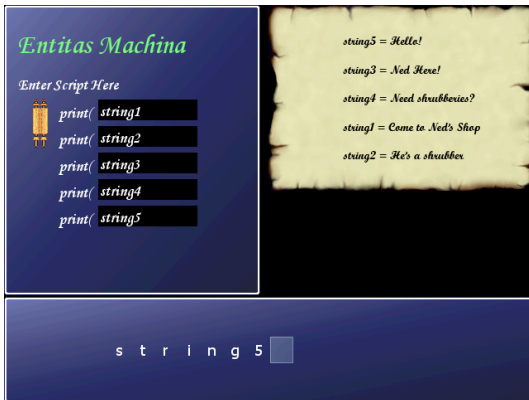 Entitas Machina
Enter Script Here
print( string1
print( string2
print( string3
print( string4
print( string5
string5 = Hello!
string3 = Ned Here!
string4 = Need shrubberies?
string1 = Come to Ned's Shop
string2 = He's a shrubber
string5